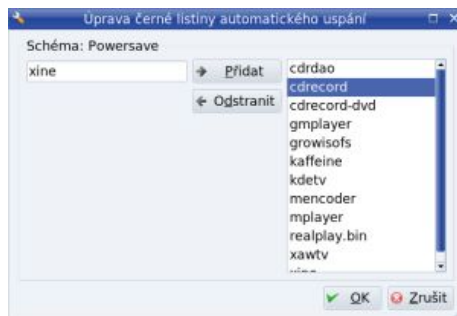 Úprava černé listiny automatického uspání
Schéma: Powersave
xine
Přidat
Odstranit
cdrdao
cdrecord
cdrecord-dvd
gmplayer
growisofs
kaffeine
kdetv
mencoder
mplayer
realplay.bin
xawtv
OK
Zrušit